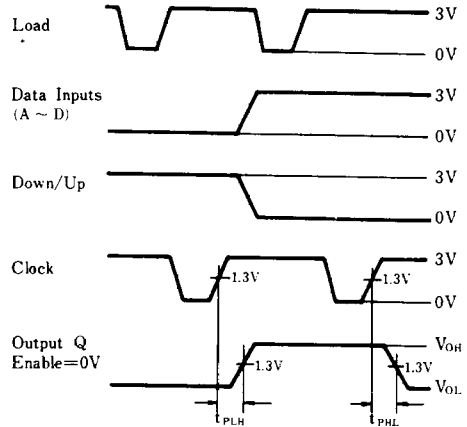 Load
3V
0V
Data Inputs
(A ~ D)
3V
0V
Down/Up
3V
0V
Clock
3V
1.3V
1.3V
0V
Output Q
Enable=0V
VOH
1.3V
1.3V
VOL
tPLH
tPHL